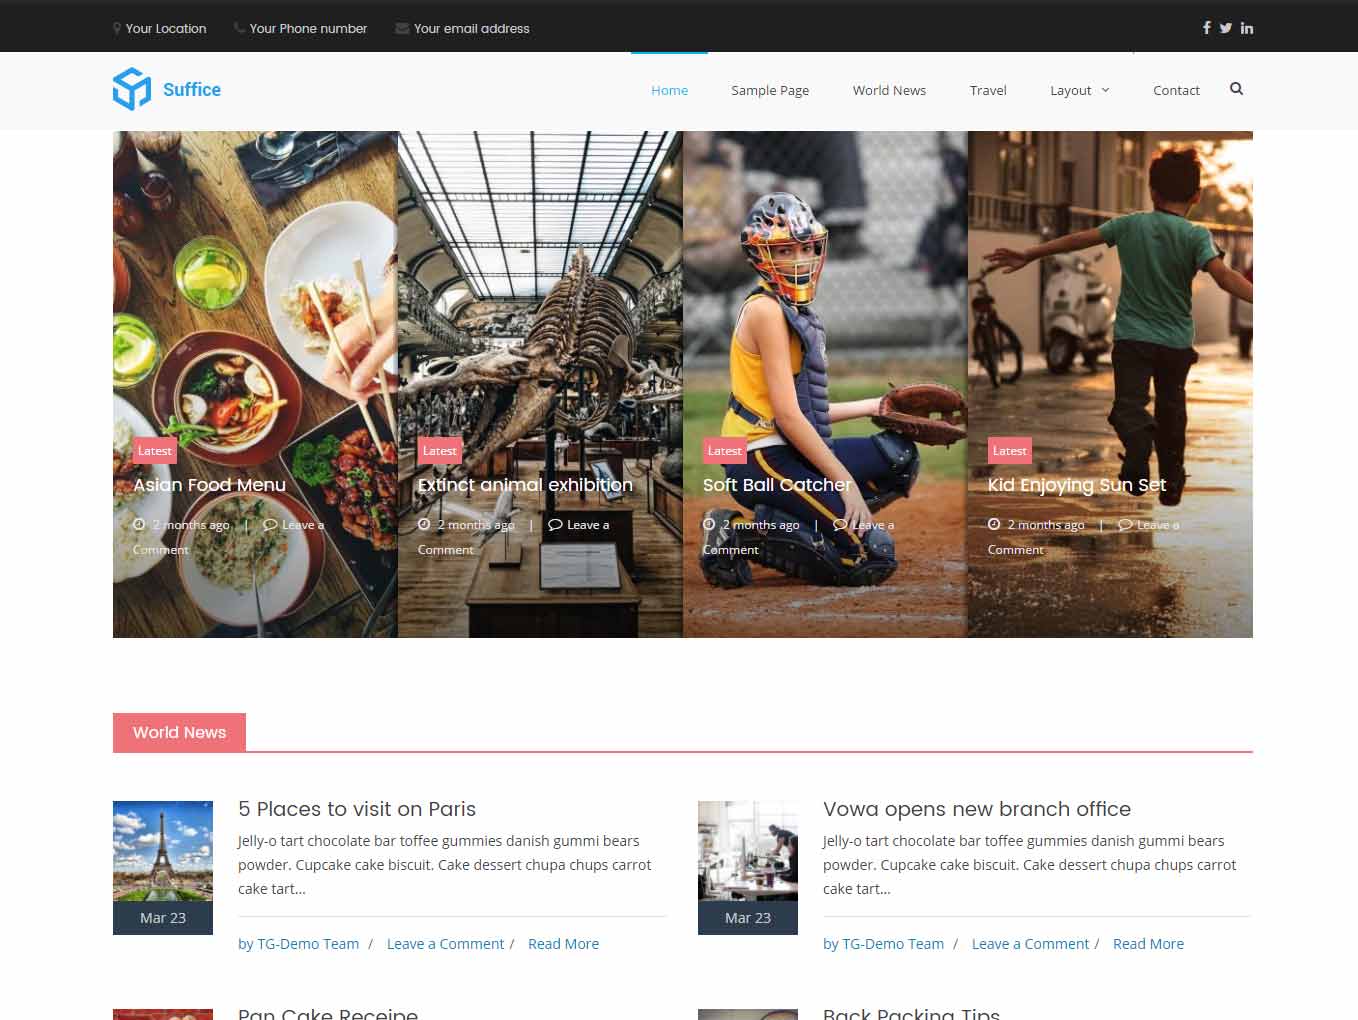 Your Location Your Phone number Your email address
Suffice
Home Sample Page World News Travel Layout Contact
Latest
Asian Food Menu
2 months ago | Leave a
Comment
Latest
Extinct animal exhibition
2 months ago | Leave a
Comment
Latest
Soft Ball Catcher
2 months ago | Leave a
Comment
Latest
Kid Enjoying Sun Set
2 months ago | Leave a
Comment
World News
5 Places to visit on Paris
Jelly-o tart chocolate bar toffee gummies danish gummi bears
powder. Cupcake cake biscuit. Cake dessert chupa chups carrot
cake tart...
Mar 23
by TG-Demo Team / Leave a Comment / Read More
Vowa opens new branch office
Jelly-o tart chocolate bar toffee gummies danish gummi bears
powder. Cupcake cake biscuit. Cake dessert chupa chups carrot
cake tart...
Mar 23
by TG-Demo Team / Leave a Comment / Read More
Pan Cake Receipe
Back Packing Tips